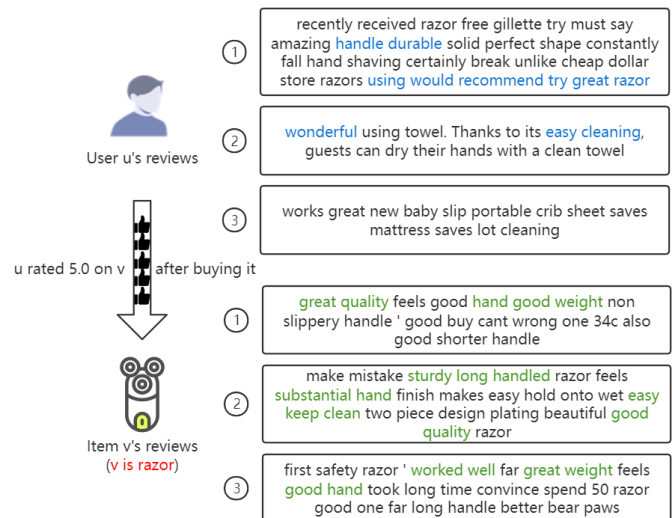 1
recently received razor free gillette try must say
amazing handle durable solid perfect shape constantly
fall hand shaving certainly break unlike cheap dollar
store razors using would recommend try great razor
User u's reviews
2
wonderful using towel. Thanks to its easy cleaning,
guests can dry their hands with a clean towel
3
works great new baby slip portable crib sheet saves
mattress saves lot cleaning
u rated 5.0 on v after buying it
1
great quality feels good hand good weight non
slippery handle ' good buy cant wrong one 34c also
good shorter handle
Item v's reviews
(v is razor)
2
make mistake sturdy long handled razor feels
substantial hand finish makes easy hold onto wet easy
keep clean two piece design plating beautiful good
quality razor
3
first safety razor ' worked well far great weight feels
good hand took long time convince spend 50 razor
good one far long handle better bear paws